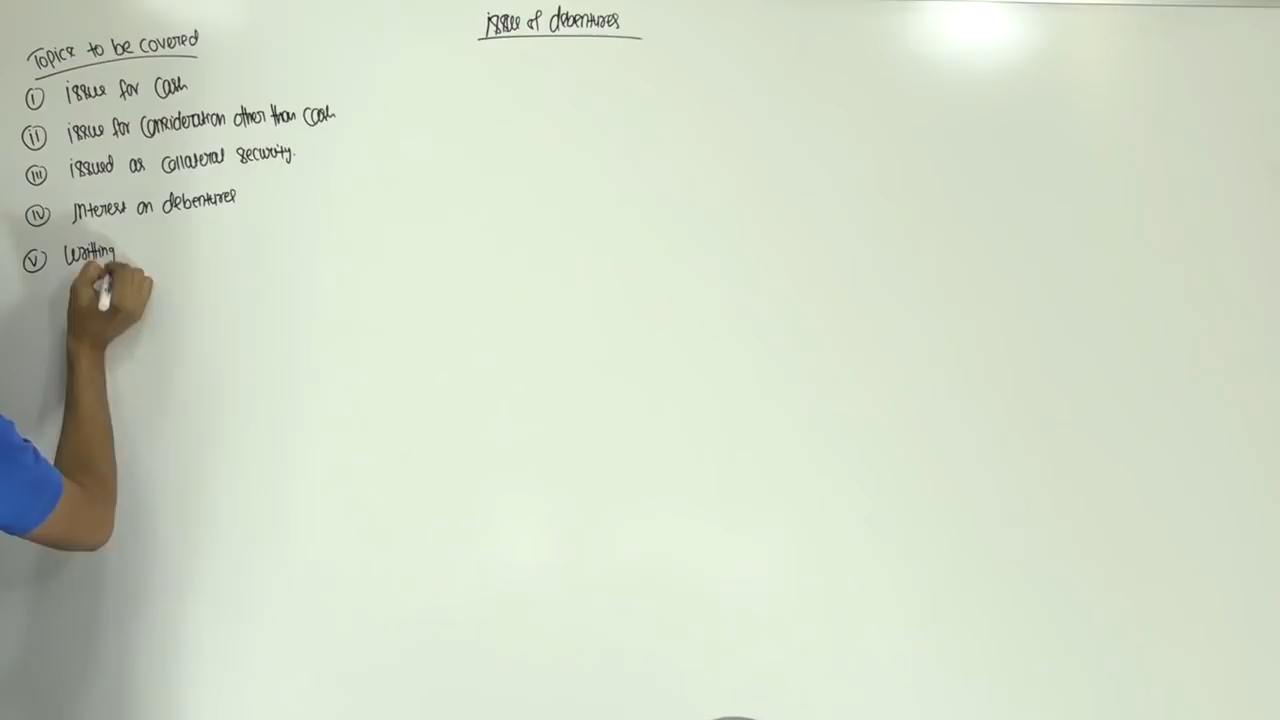 issue of debentures
Topics to be covered
(i) issue for cash
(ii) issue for consideration other than cash
(iii) issued as collateral security.
(iv) Interest on debentures
(v) Writting